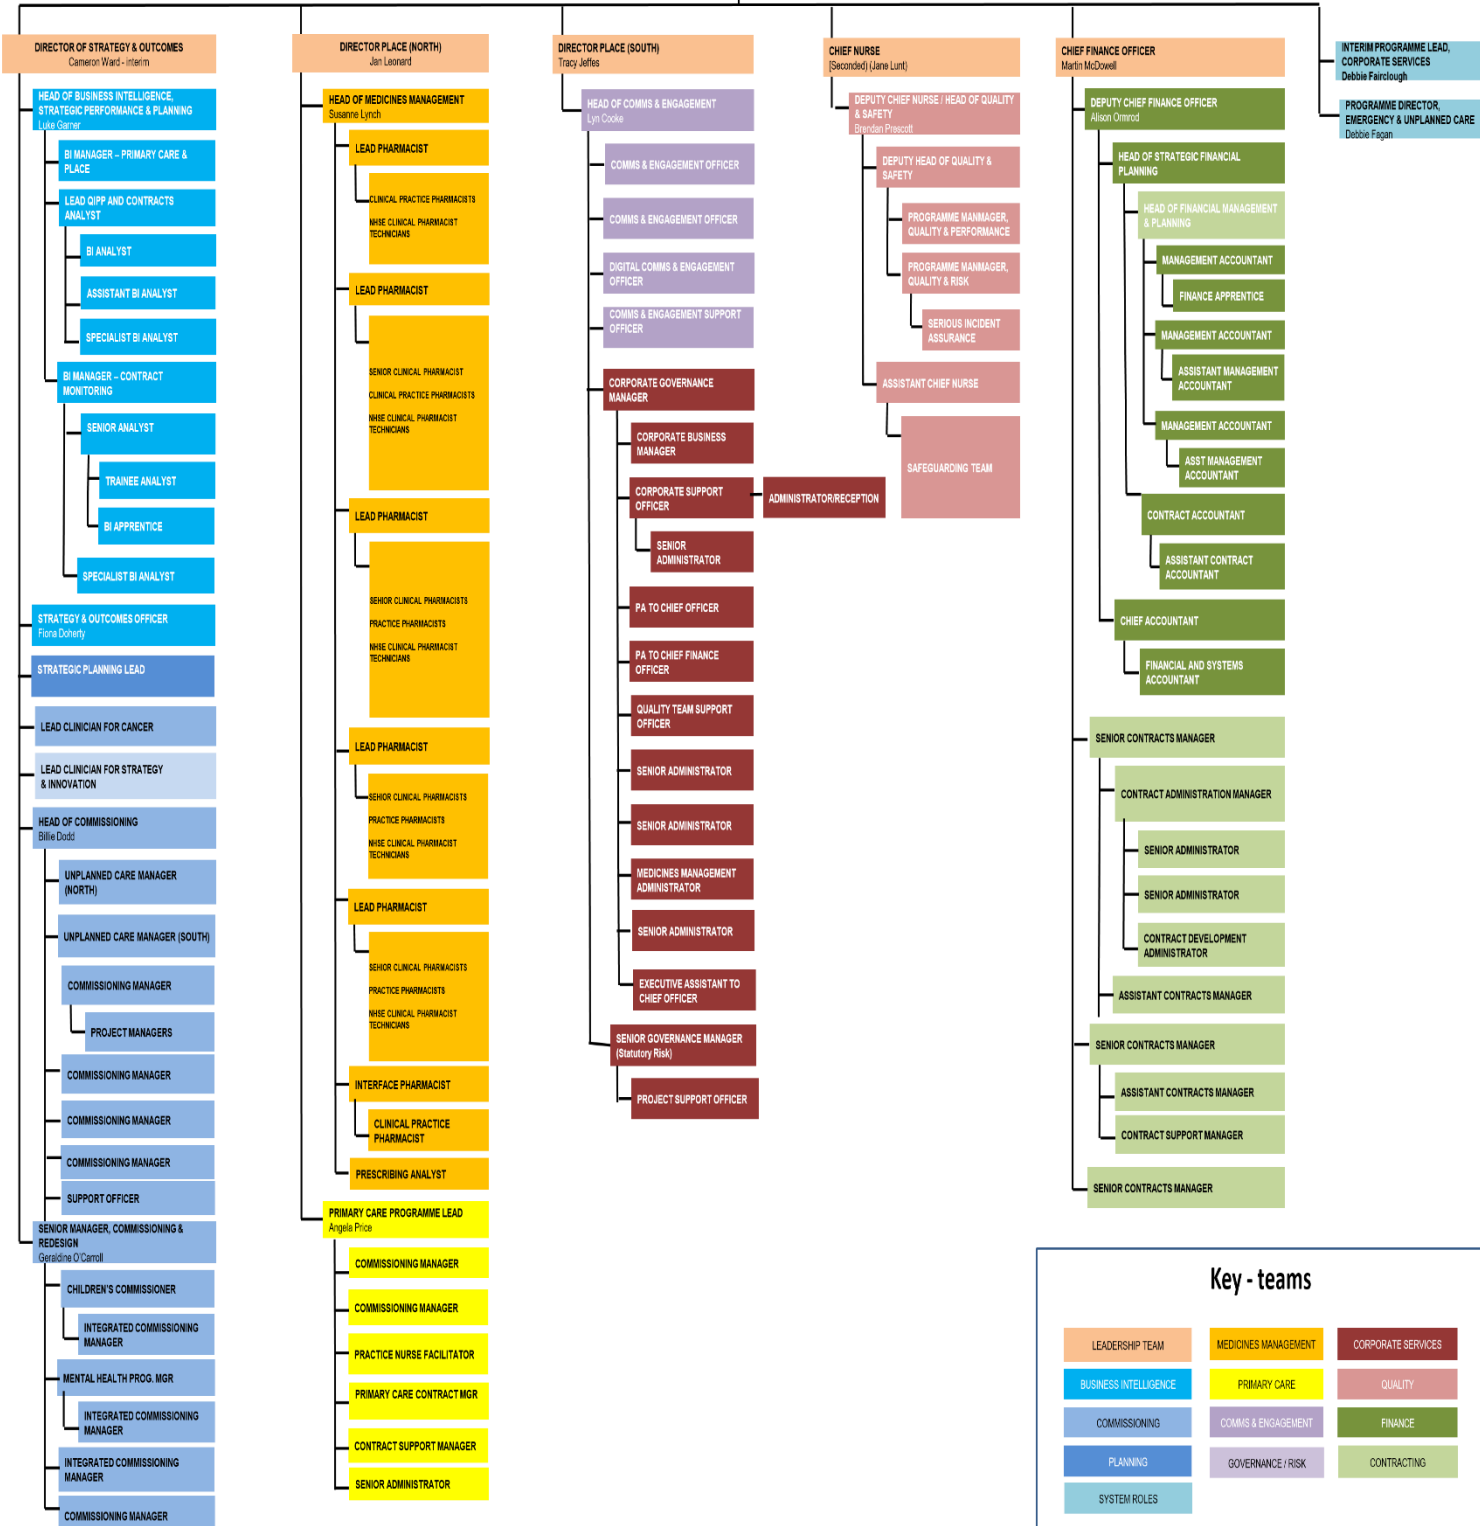 DIRECTOR OF STRATEGY & OUTCOMES
Cameron Ward - interim
HEAD OF BUSINESS INTELLIGENCE,
STRATEGIC PERFORMANCE & PLANNING
Luke Garner
BI MANAGER – PRIMARY CARE &
PLACE
LEAD QIPP AND CONTRACTS
ANALYST
BI ANALYST
ASSISTANT BI ANALYST
SPECIALIST BI ANALYST
BI MANAGER – CONTRACT
MONITORING
SENIOR ANALYST
TRAINEE ANALYST
BI APPRENTICE
SPECIALIST BI ANALYST
STRATEGY & OUTCOMES OFFICER
Fiona Doherty
STRATEGIC PLANNING LEAD
LEAD CLINICIAN FOR CANCER
LEAD CLINICIAN FOR STRATEGY
& INNOVATION
HEAD OF COMMISSIONING
Billie Dodd
UNPLANNED CARE MANAGER
(NORTH)
UNPLANNED CARE MANAGER (SOUTH)
COMMISSIONING MANAGER
PROJECT MANAGERS
COMMISSIONING MANAGER
COMMISSIONING MANAGER
COMMISSIONING MANAGER
SUPPORT OFFICER
SENIOR MANAGER, COMMISSIONING &
REDESIGN
Geraldine O'Carroll
CHILDREN'S COMMISSIONER
INTEGRATED COMMISSIONING
MANAGER
MENTAL HEALTH PROG. MGR
INTEGRATED COMMISSIONING
MANAGER
INTEGRATED COMMISSIONING
MANAGER
COMMISSIONING MANAGER
DIRECTOR PLACE (NORTH)
Jan Leonard
HEAD OF MEDICINES MANAGEMENT
Susanne Lynch
LEAD PHARMACIST
CLINICAL PRACTICE PHARMACISTS
NHSE CLINICAL PHARMACIST
TECHNICIANS
LEAD PHARMACIST
SENIOR CLINICAL PHARMACIST
CLINICAL PRACTICE PHARMACISTS
NHSE CLINICAL PHARMACIST
TECHNICIANS
LEAD PHARMACIST
SENIOR CLINICAL PHARMACISTS
PRACTICE PHARMACISTS
NHSE CLINICAL PHARMACIST
TECHNICIANS
LEAD PHARMACIST
SENIOR CLINICAL PHARMACISTS
PRACTICE PHARMACISTS
NHSE CLINICAL PHARMACIST
TECHNICIANS
LEAD PHARMACIST
SENIOR CLINICAL PHARMACISTS
PRACTICE PHARMACISTS
NHSE CLINICAL PHARMACIST
TECHNICIANS
INTERFACE PHARMACIST
CLINICAL PRACTICE
PHARMACIST
PRESCRIBING ANALYST
PRIMARY CARE PROGRAMME LEAD
Angela Price
COMMISSIONING MANAGER
COMMISSIONING MANAGER
PRACTICE NURSE FACILITATOR
PRIMARY CARE CONTRACT MGR
CONTRACT SUPPORT MANAGER
SENIOR ADMINISTRATOR
DIRECTOR PLACE (SOUTH)
Tracy Jeffes
HEAD OF COMMS & ENGAGEMENT
Lyn Cooke
COMMS & ENGAGEMENT OFFICER
COMMS & ENGAGEMENT OFFICER
DIGITAL COMMS & ENGAGEMENT
OFFICER
COMMS & ENGAGEMENT SUPPORT
OFFICER
CORPORATE GOVERNANCE
MANAGER
CORPORATE BUSINESS
MANAGER
CORPORATE SUPPORT
OFFICER
ADMINISTRATOR/RECEPTION
SENIOR
ADMINISTRATOR
PA TO CHIEF OFFICER
PA TO CHIEF FINANCE
OFFICER
QUALITY TEAM SUPPORT
OFFICER
SENIOR ADMINISTRATOR
SENIOR ADMINISTRATOR
MEDICINES MANAGEMENT
ADMINISTRATOR
SENIOR ADMINISTRATOR
EXECUTIVE ASSISTANT TO
CHIEF OFFICER
SENIOR GOVERNANCE MANAGER
(Statutory Risk)
PROJECT SUPPORT OFFICER
CHIEF NURSE
[Seconded) (Jane Lunt)
DEPUTY CHIEF NURSE / HEAD OF QUALITY
& SAFETY
Brendan Prescott
DEPUTY HEAD OF QUALITY &
SAFETY
PROGRAMME MANMAGER,
QUALITY & PERFORMANCE
PROGRAMME MANMAGER,
QUALITY & RISK
SERIOUS INCIDENT
ASSURANCE
ASSISTANT CHIEF NURSE
SAFEGUARDING TEAM
CHIEF FINANCE OFFICER
Martin McDowell
DEPUTY CHIEF FINANCE OFFICER
Alison Ormrod
HEAD OF STRATEGIC FINANCIAL
PLANNING
HEAD OF FINANCIAL MANAGEMENT
& PLANNING
MANAGEMENT ACCOUNTANT
FINANCE APPRENTICE
MANAGEMENT ACCOUNTANT
ASSISTANT MANAGEMENT
ACCOUNTANT
MANAGEMENT ACCOUNTANT
ASST MANAGEMENT
ACCOUNTANT
CONTRACT ACCOUNTANT
ASSISTANT CONTRACT
ACCOUNTANT
CHIEF ACCOUNTANT
FINANCIAL AND SYSTEMS
ACCOUNTANT
SENIOR CONTRACTS MANAGER
CONTRACT ADMINISTRATION MANAGER
SENIOR ADMINISTRATOR
SENIOR ADMINISTRATOR
CONTRACT DEVELOPMENT
ADMINISTRATOR
ASSISTANT CONTRACTS MANAGER
SENIOR CONTRACTS MANAGER
ASSISTANT CONTRACTS MANAGER
CONTRACT SUPPORT MANAGER
SENIOR CONTRACTS MANAGER
INTERIM PROGRAMME LEAD,
CORPORATE SERVICES
Debbie Fairclough
PROGRAMME DIRECTOR,
EMERGENCY & UNPLANNED CARE
Debbie Fagan
Key - teams
LEADERSHIP TEAM
MEDICINES MANAGEMENT
CORPORATE SERVICES
BUSINESS INTELLIGENCE
PRIMARY CARE
QUALITY
COMMISSIONING
COMMS & ENGAGEMENT
FINANCE
PLANNING
GOVERNANCE / RISK
CONTRACTING
SYSTEM ROLES